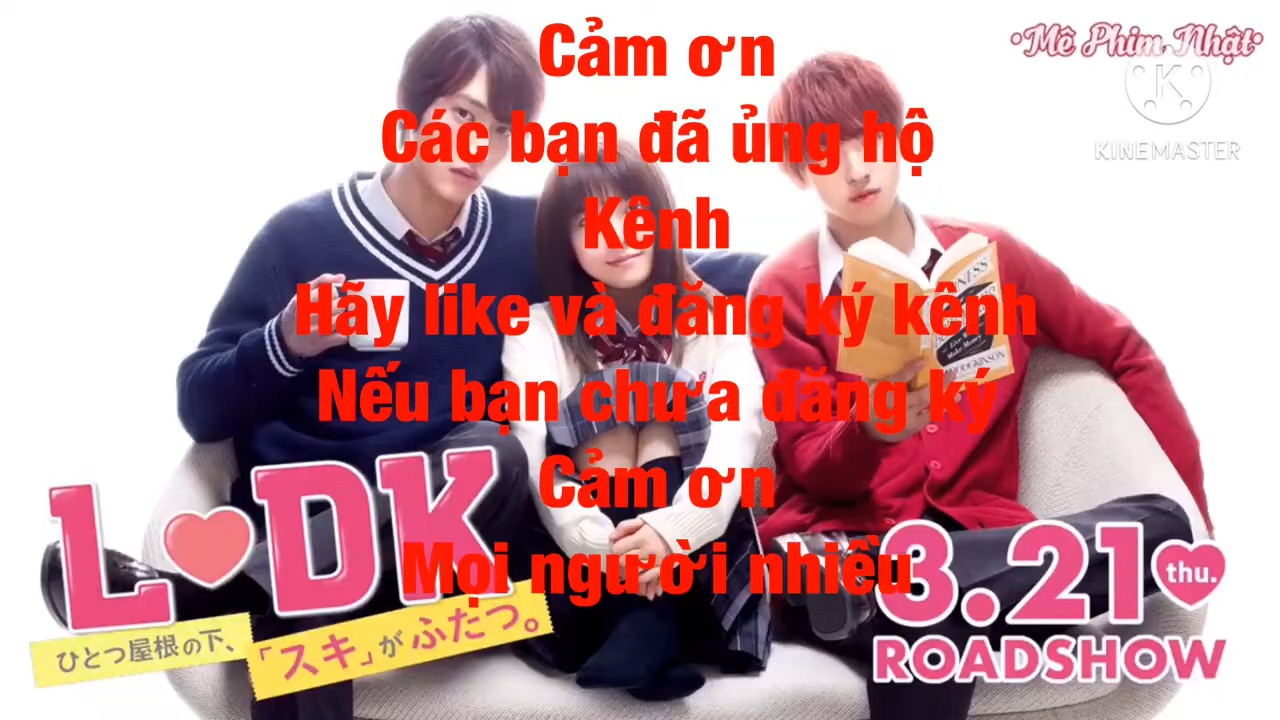 Cảm ơn
•Mê Phim Nhật•
K
KINEMASTER
Các bạn đã ủng hộ
Kênh
Hãy like và đăng ký kênh
Nếu bạn chưa đăng ký
Cảm ơn
Mọi người nhiều
L♥DK
ひとつ屋根の下、
「スキ」がふたつ。
3.21 thu.
ROADSHOW